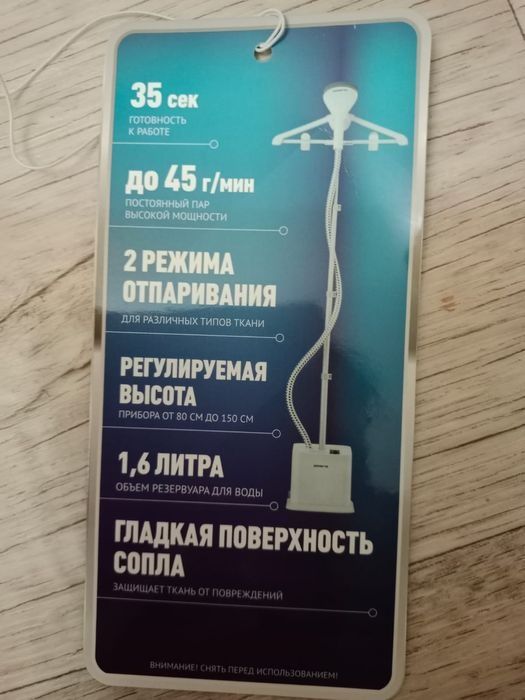 35 сек
ГОТОВНОСТЬ
К РАБОТЕ
до 45 г/мин
ПОСТОЯННЫЙ ПАР
ВЫСОКОЙ МОЩНОСТИ
2 РЕЖИМА
ОТПАРИВАНИЯ
ДЛЯ РАЗЛИЧНЫХ ТИПОВ ТКАНИ
РЕГУЛИРУЕМАЯ
ВЫСОТА
ПРИБОРА ОТ 80 СМ ДО 150 СМ
1,6 ЛИТРА
ОБЪЕМ РЕЗЕРВУАРА ДЛЯ ВОДЫ
ГЛАДКАЯ ПОВЕРХНОСТЬ
СОПЛА
ЗАЩИЩАЕТ ТКАНЬ ОТ ПОВРЕЖДЕНИЙ
ВНИМАНИЕ! СНЯТЬ ПЕРЕД ИСПОЛЬЗОВАНИЕМ!